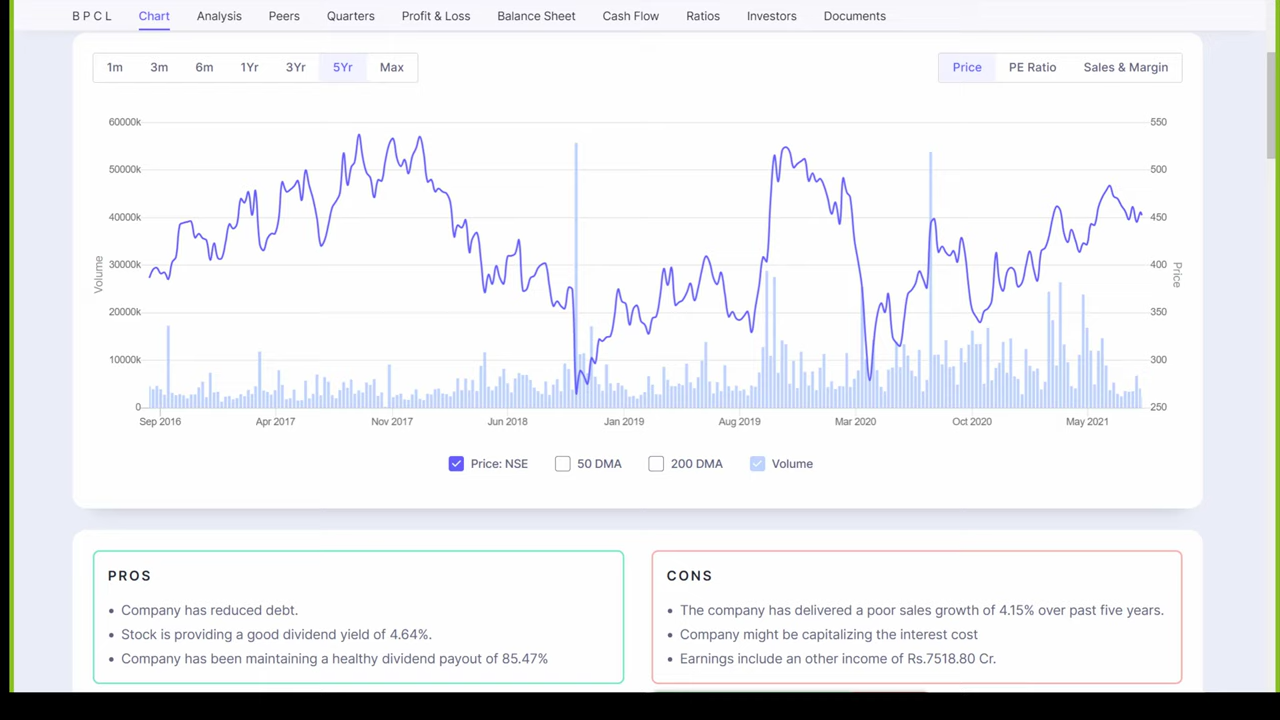 B P C L Chart Analysis Peers Quarters Profit & Loss Balance Sheet Cash Flow Ratios Investors Documents
1m 3m 6m 1Yr 3Yr 5Yr Max Price PE Ratio Sales & Margin
60000k 550
50000k 500
40000k 450
30000k 400
Volume Price
20000k 350
10000k 300
0 250
Sep 2016 Apr 2017 Nov 2017 Jun 2018 Jan 2019 Aug 2019 Mar 2020 Oct 2020 May 2021
Price: NSE 50 DMA 200 DMA Volume
PROS
Company has reduced debt.
Stock is providing a good dividend yield of 4.64%.
Company has been maintaining a healthy dividend payout of 85.47%
CONS
The company has delivered a poor sales growth of 4.15% over past five years.
Company might be capitalizing the interest cost
Earnings include an other income of Rs.7518.80 Cr.